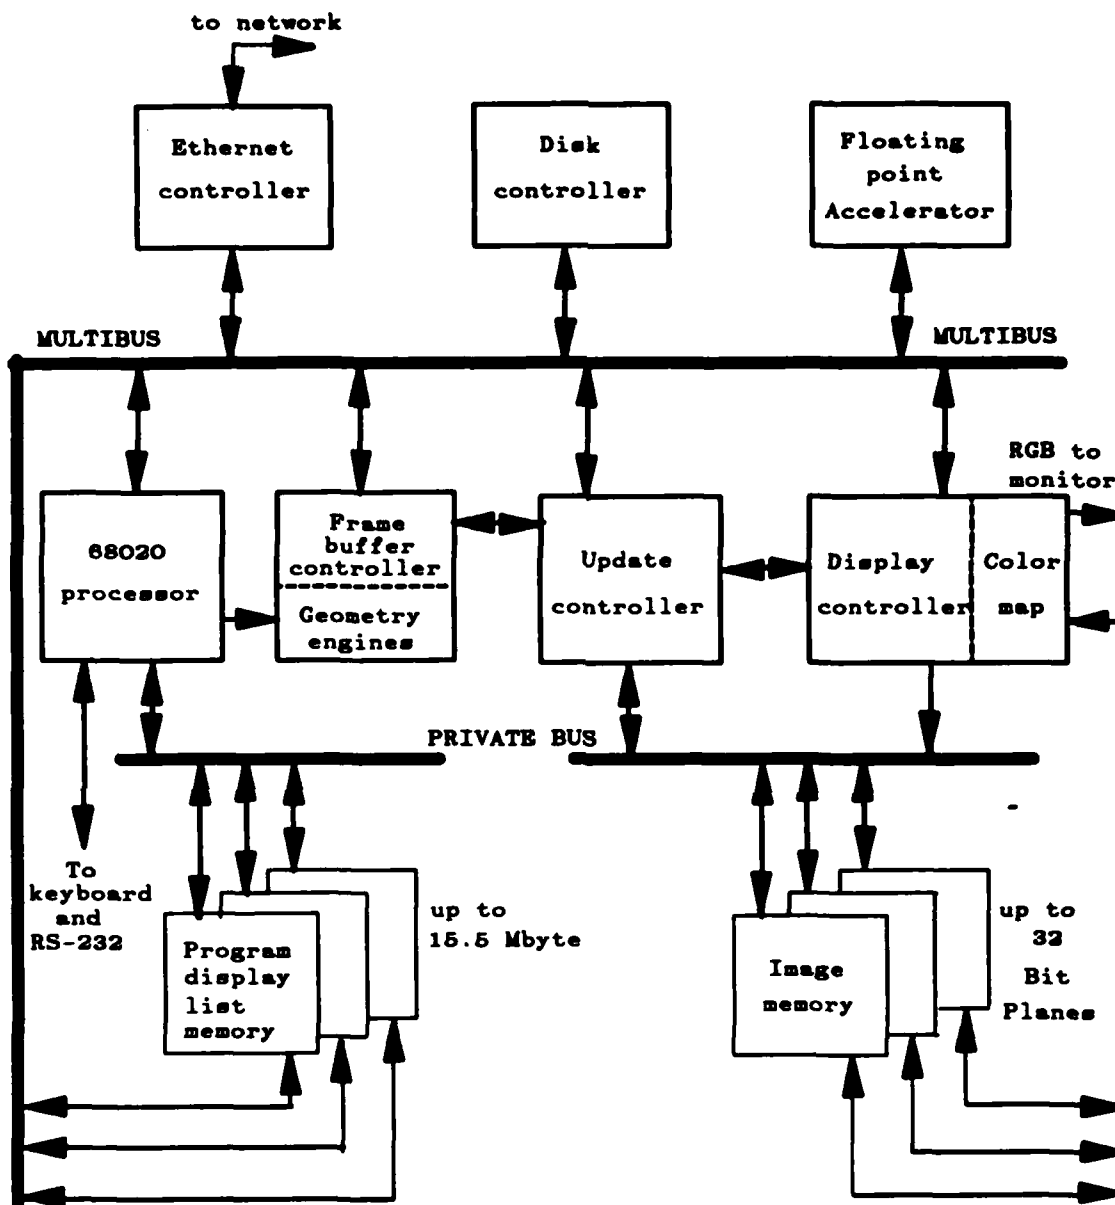 to network
Ethernet
controller
Disk
controller
Floating
point
Accelerator
MULTIBUS
MULTIBUS
RGB to
monitor
68020
processor
Frame
buffer
controller
Geometry
engines
Update
controller
Display
controller
Color
map
PRIVATE BUS
To
keyboard
and
RS-232
Program
display
list
memory
up to
15.5 Mbyte
Image
memory
up to
32
Bit
Planes